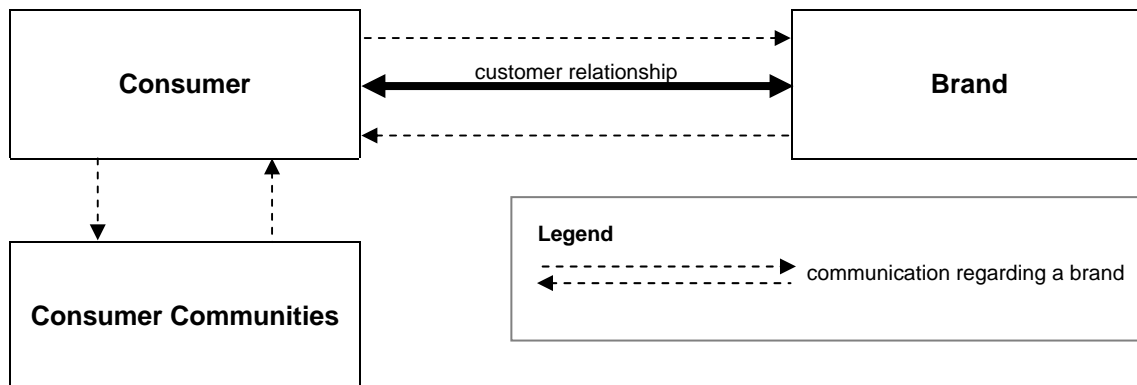 Consumer
customer relationship
Brand
Legend
communication regarding a brand
Consumer Communities